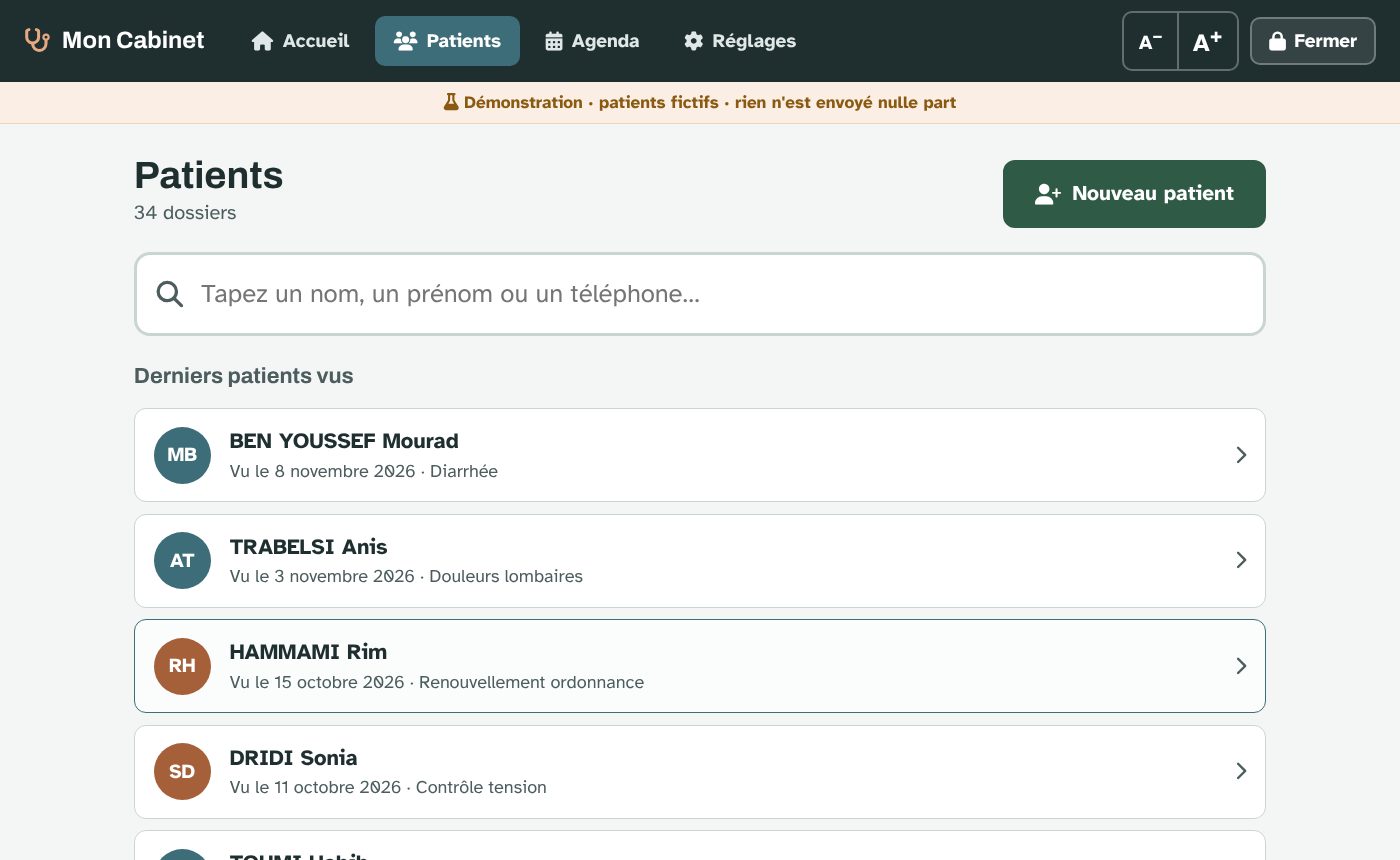 Mon Cabinet
Accueil
Patients
Agenda
Réglages
A−
A+
Fermer
Démonstration · patients fictifs · rien n'est envoyé nulle part
Patients
34 dossiers
Nouveau patient
Tapez un nom, un prénom ou un téléphone...
Derniers patients vus
MB
BEN YOUSSEF Mourad
Vu le 8 novembre 2026 · Diarrhée
AT
TRABELSI Anis
Vu le 3 novembre 2026 · Douleurs lombaires
RH
HAMMAMI Rim
Vu le 15 octobre 2026 · Renouvellement ordonnance
SD
DRIDI Sonia
Vu le 11 octobre 2026 · Contrôle tension